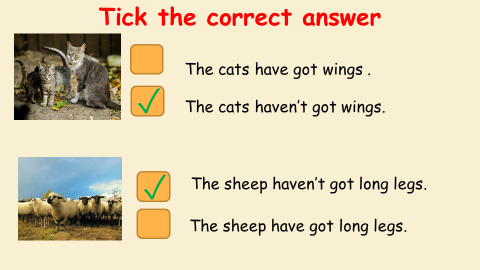 Tick the correct answer
The cats have got wings .
The cats haven't got wings.
The sheep haven't got long legs.
The sheep have got long legs.